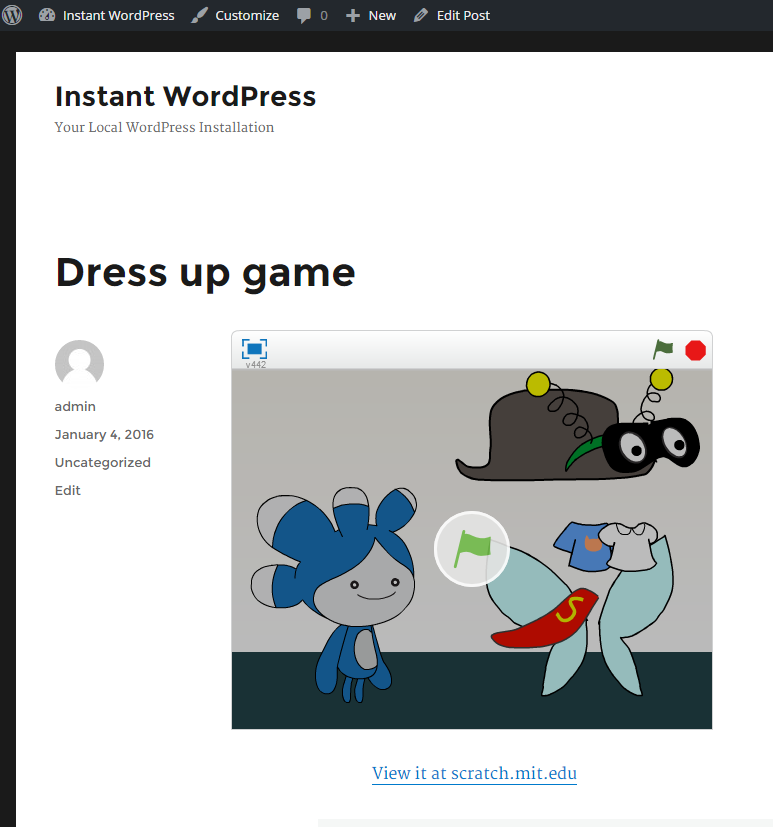 Instant WordPress Customize 0 New Edit Post
Instant WordPress
Your Local WordPress Installation
Dress up game
admin
January 4, 2016
Uncategorized
Edit
v442
S
View it at scratch.mit.edu